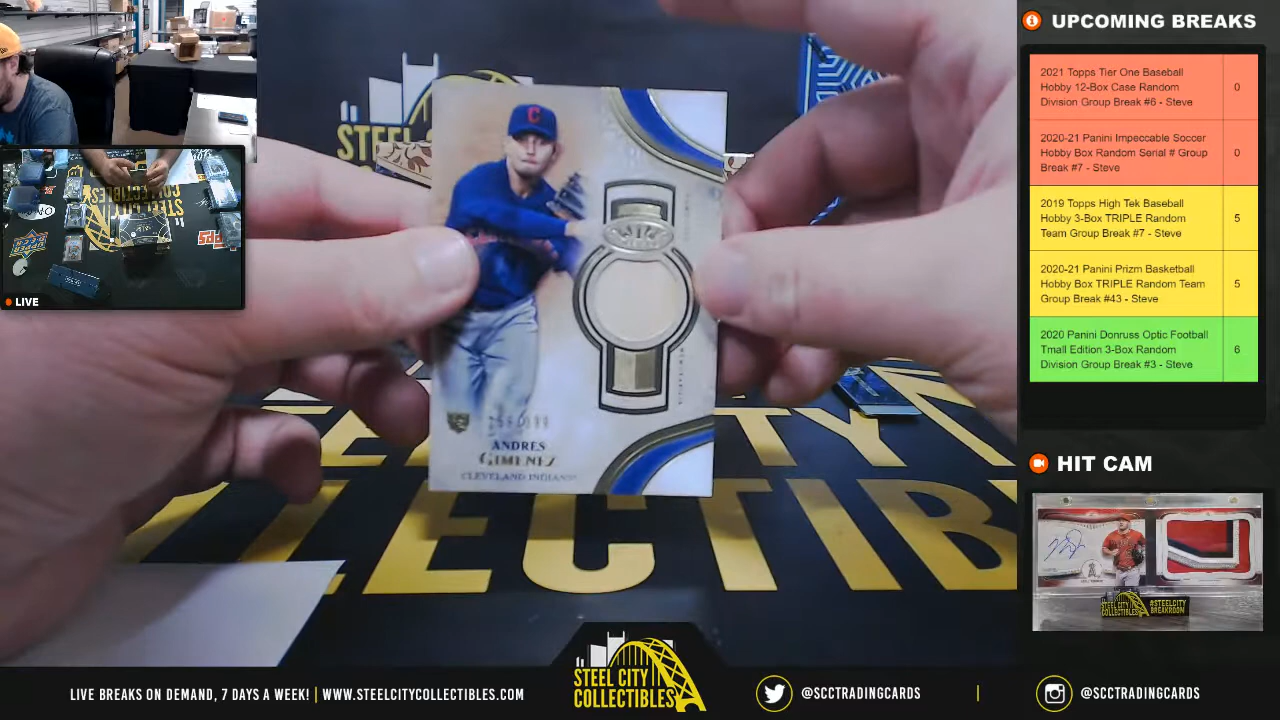 UPCOMING BREAKS
2021 Topps Tier One Baseball
Hobby 12-Box Case Random
Division Group Break #6 - Steve
0
2020-21 Panini Impeccable Soccer
Hobby Box Random Serial # Group
Break #7 - Steve
0
2019 Topps High Tek Baseball
Hobby 3-Box TRIPLE Random
Team Group Break #7 - Steve
5
2020-21 Panini Prizm Basketball
Hobby Box TRIPLE Random Team
Group Break #43 - Steve
5
2020 Panini Donruss Optic Football
Tmall Edition 3-Box Random
Division Group Break #3 - Steve
6
HIT CAM
#STEELCITY
BREAKROOM
LIVE
C
ANDRES
GIMENEZ
CLEVELAND INDIANS
LIVE BREAKS ON DEMAND, 7 DAYS A WEEK! | WWW.STEELCITYCOLLECTIBLES.COM
STEEL CITY
COLLECTIBLES
@SCCTRADINGCARDS
@SCCTRADINGCARDS